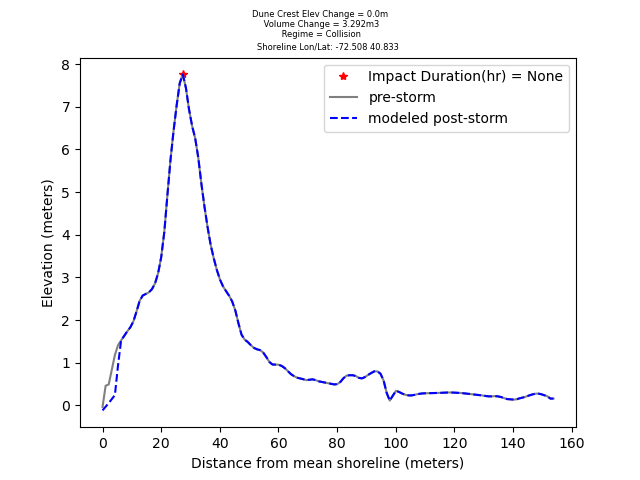 Dune Crest Elev Change = 0.0m
Volume Change = 3.292m3
Regime = Collision
Shoreline Lon/Lat: -72.508 40.833
Impact Duration(hr) = None
pre-storm
modeled post-storm
Elevation (meters)
8
7
6
5
4
3
2
1
0
0 20 40 60 80 100 120 140 160
Distance from mean shoreline (meters)